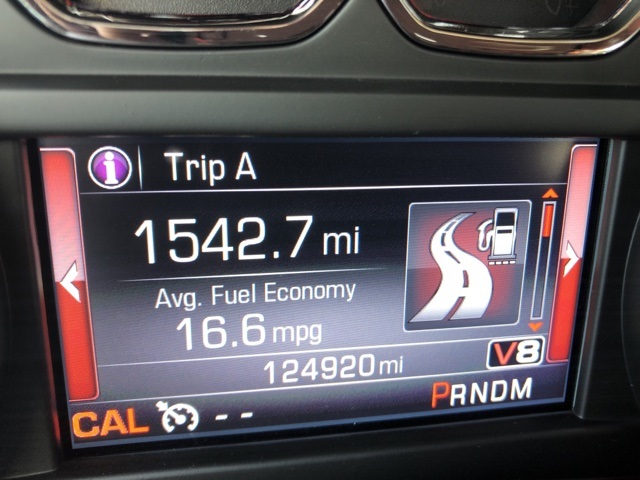 Trip A
1542.7 mi
Avg. Fuel Economy
16.6 mpg
124920 mi
V8
CAL -- PRNDM